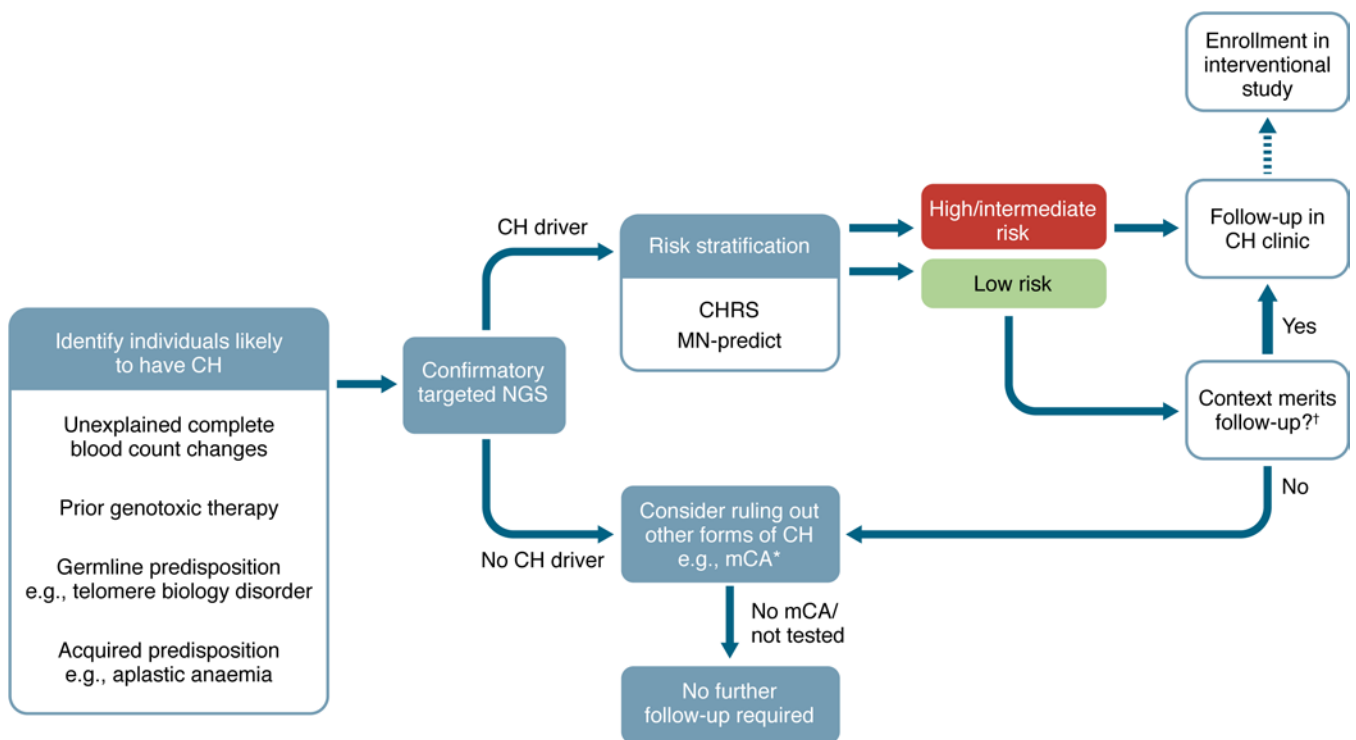 Identify individuals likely
to have CH
Unexplained complete
blood count changes
Prior genotoxic therapy
Germline predisposition
e.g., telomere biology disorder
Acquired predisposition
e.g., aplastic anaemia
Confirmatory
targeted NGS
CH driver
No CH driver
Risk stratification
CHRS
MN-predict
High/intermediate
risk
Low risk
Enrollment in
interventional
study
Follow-up in
CH clinic
Yes
Context merits
follow-up?†
No
Consider ruling out
other forms of CH
e.g., mCA*
No mCA/
not tested
No further
follow-up required